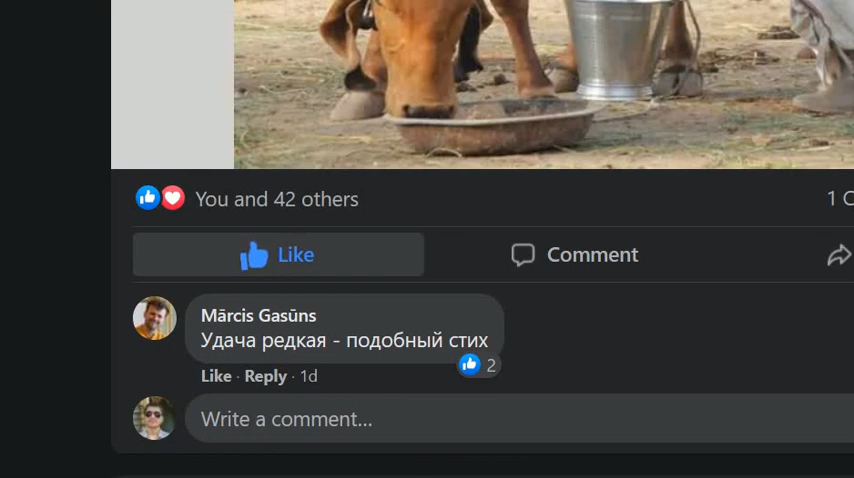 You and 42 others
1 C
Like
Comment
Mārcis Gasūns
Удача редкая - подобный стих
2
Like · Reply · 1d
Write a comment...